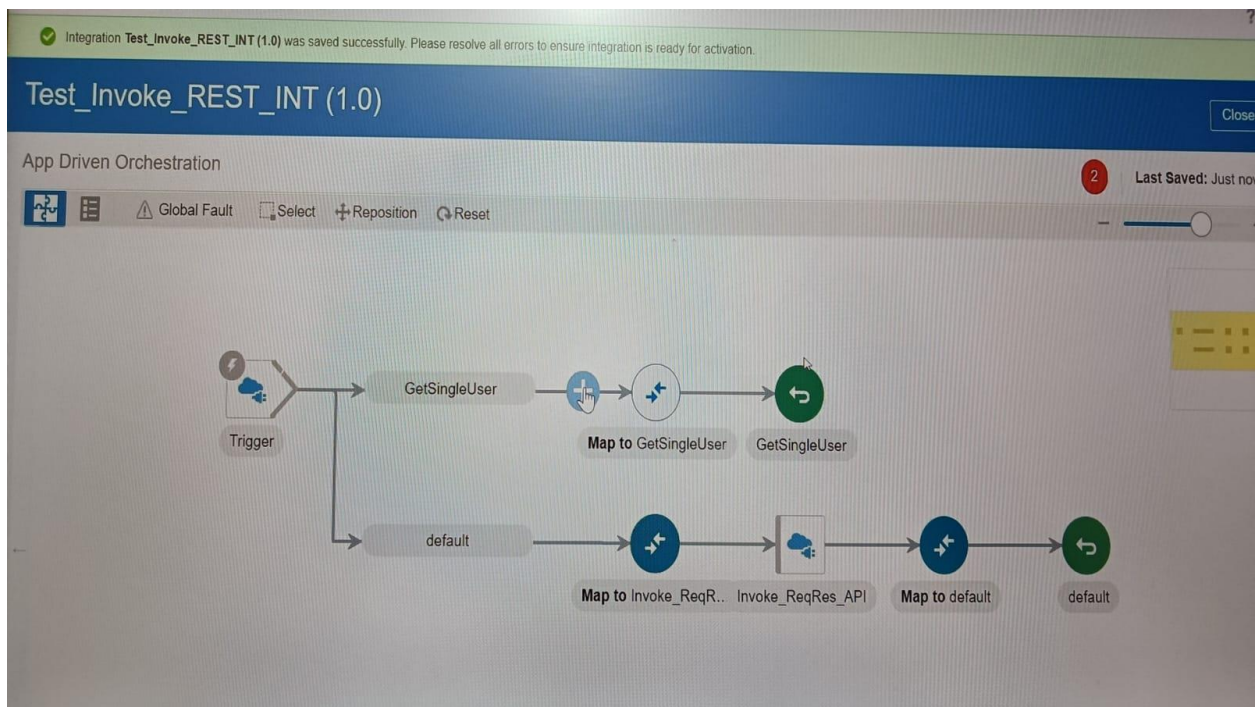 Integration Test_Invoke_REST_INT (1.0) was saved successfully. Please resolve all errors to ensure integration is ready for activation.
?
Test_Invoke_REST_INT (1.0)
Close
App Driven Orchestration
2
Last Saved: Just now
Global Fault
Select
Reposition
Reset
GetSingleUser
Trigger
Map to GetSingleUser
GetSingleUser
default
Map to Invoke_ReqR..
Invoke_ReqRes_API
Map to default
default